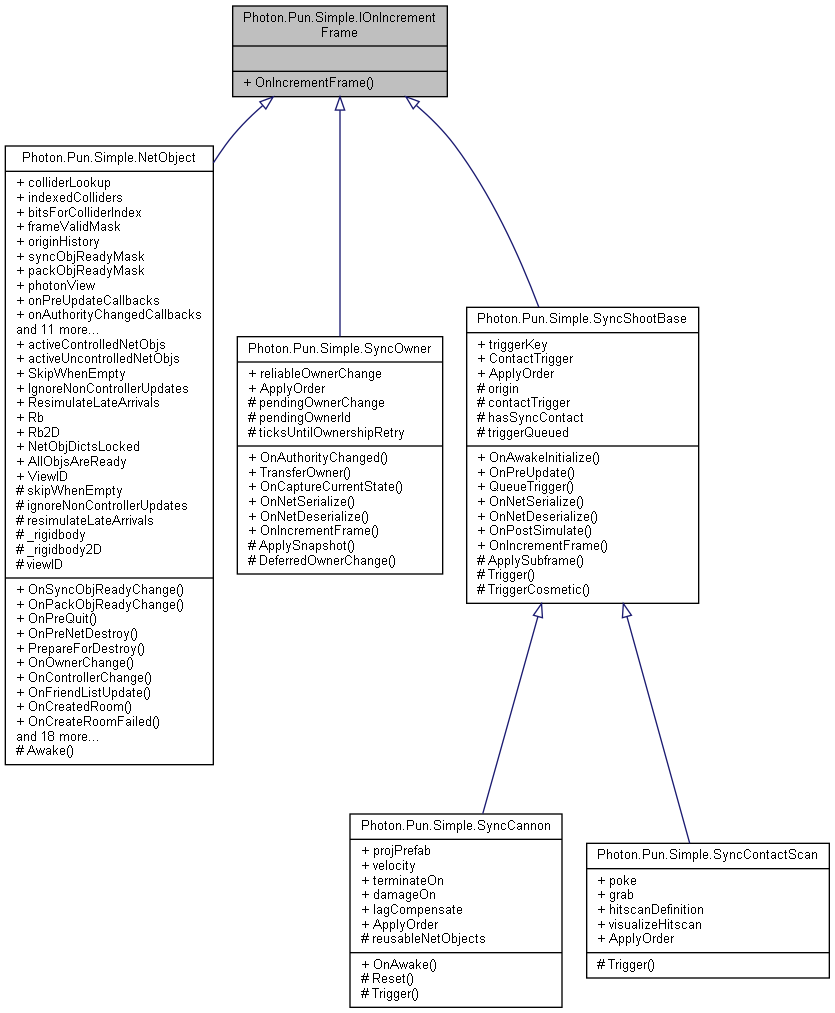 Photon.Pun.Simple.IOnIncrement
Frame
+ OnIncrementFrame()
Photon.Pun.Simple.NetObject
+ colliderLookup
+ indexedColliders
+ bitsForColliderIndex
+ frameValidMask
+ originHistory
+ syncObjReadyMask
+ packObjReadyMask
+ photonView
+ onPreUpdateCallbacks
+ onAuthorityChangedCallbacks
and 11 more...
+ activeControlledNetObjs
+ activeUncontrolledNetObjs
+ SkipWhenEmpty
+ IgnoreNonControllerUpdates
+ ResimulateLateArrivals
+ Rb
+ Rb2D
+ NetObjDictsLocked
+ AllObjsAreReady
+ ViewID
# skipWhenEmpty
# ignoreNonControllerUpdates
# resimulateLateArrivals
# _rigidbody
# _rigidbody2D
# viewID
+ OnSyncObjReadyChange()
+ OnPackObjReadyChange()
+ OnPreQuit()
+ OnPreNetDestroy()
+ PrepareForDestroy()
+ OnOwnerChange()
+ OnControllerChange()
+ OnFriendListUpdate()
+ OnCreatedRoom()
+ OnCreateRoomFailed()
and 18 more...
# Awake()
Photon.Pun.Simple.SyncOwner
+ reliableOwnerChange
+ ApplyOrder
# pendingOwnerChange
# pendingOwnerId
# ticksUntilOwnershipRetry
+ OnAuthorityChanged()
+ TransferOwner()
+ OnCaptureCurrentState()
+ OnNetSerialize()
+ OnNetDeserialize()
+ OnIncrementFrame()
# ApplySnapshot()
# DeferredOwnerChange()
Photon.Pun.Simple.SyncShootBase
+ triggerKey
+ ContactTrigger
+ ApplyOrder
# origin
# contactTrigger
# hasSyncContact
# triggerQueued
+ OnAwakeInitialize()
+ OnPreUpdate()
+ QueueTrigger()
+ OnNetSerialize()
+ OnNetDeserialize()
+ OnPostSimulate()
+ OnIncrementFrame()
# ApplySubframe()
# Trigger()
# TriggerCosmetic()
Photon.Pun.Simple.SyncCannon
+ projPrefab
+ velocity
+ terminateOn
+ damageOn
+ lagCompensate
+ ApplyOrder
# reusableNetObjects
+ OnAwake()
# Reset()
# Trigger()
Photon.Pun.Simple.SyncContactScan
+ poke
+ grab
+ hitscanDefinition
+ visualizeHitscan
+ ApplyOrder
# Trigger()